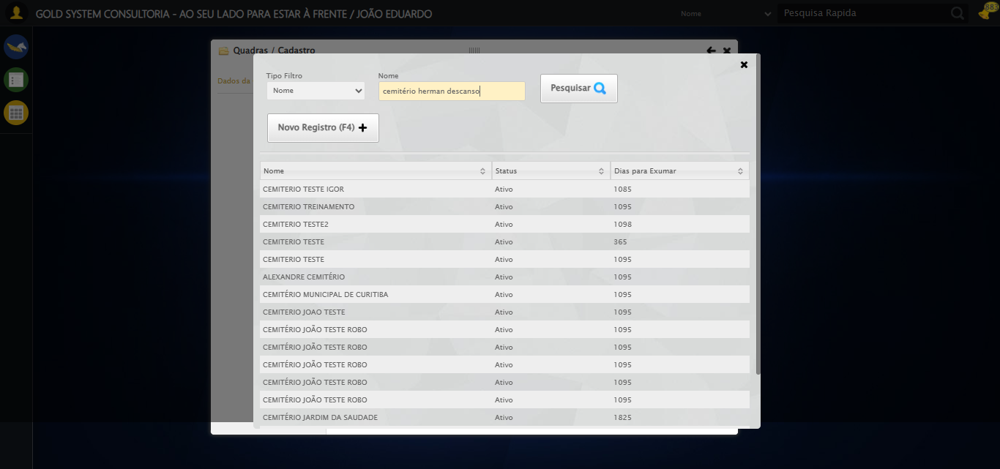 GOLD SYSTEM CONSULTORIA - AO SEU LADO PARA ESTAR À FRENTE / JOÃO EDUARDO
Nome
Pesquisa Rapida
883
Quadras / Cadastro
Dados da
Tipo Filtro
Nome
Nome
cemitério herman descanso
Pesquisar
Novo Registro (F4)
Nome Status Dias para Exumar
CEMITERIO TESTE IGOR Ativo 1085
CEMITERIO TREINAMENTO Ativo 1095
CEMITERIO TESTE2 Ativo 1098
CEMITERIO TESTE Ativo 365
CEMITERIO TESTE Ativo 1095
ALEXANDRE CEMITÉRIO Ativo 1095
CEMITÉRIO MUNICIPAL DE CURITIBA Ativo 1095
CEMITERIO JOAO TESTE Ativo 1095
CEMITÉRIO JOÃO TESTE ROBO Ativo 1095
CEMITÉRIO JOÃO TESTE ROBO Ativo 1095
CEMITÉRIO JOÃO TESTE ROBO Ativo 1095
CEMITÉRIO JOÃO TESTE ROBO Ativo 1095
CEMITÉRIO JOÃO TESTE ROBO Ativo 1095
CEMITÉRIO JARDIM DA SAUDADE Ativo 1825